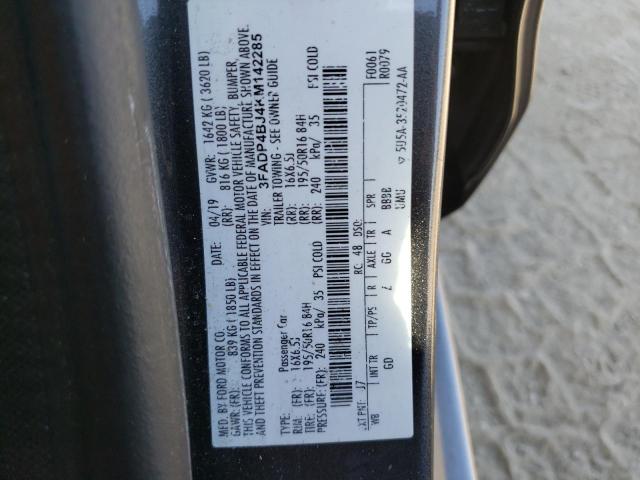 MFD. BY FORD MOTOR CO. DATE: 04/19 GVWR: 1642 KG ( 3620 LB)
GAWR:(FR): 839 KG ( 1850 LB) (RR): 816 KG ( 1800 LB)
THIS VEHICLE CONFORMS TO ALL APPLICABLE FEDERAL MOTOR VEHICLE SAFETY, BUMPER,
AND THEFT PREVENTION STANDARDS IN EFFECT ON THE DATE OF MANUFACTURE SHOWN ABOVE.
VIN: 3FADP4BJ4KM142285
TYPE: Passenger Car TRAILER TOWING - SEE OWNER GUIDE
RIM: (FR): 16X6.5J (RR): 16X6.5J
TIRE: (FR): 195/50R16 84H (RR): 195/50R16 84H
PRESSURE: (FR): 240 kPa/ 35 PSI COLD (RR): 240 kPa/ 35 PSI COLD
EXT PNT: J7 RC: 48 DSO: F0061
R0079
WB INT TR TP/PS R AXLE TR SPR
GD GG A BBBB
UMU 5U5A-3520472-AA